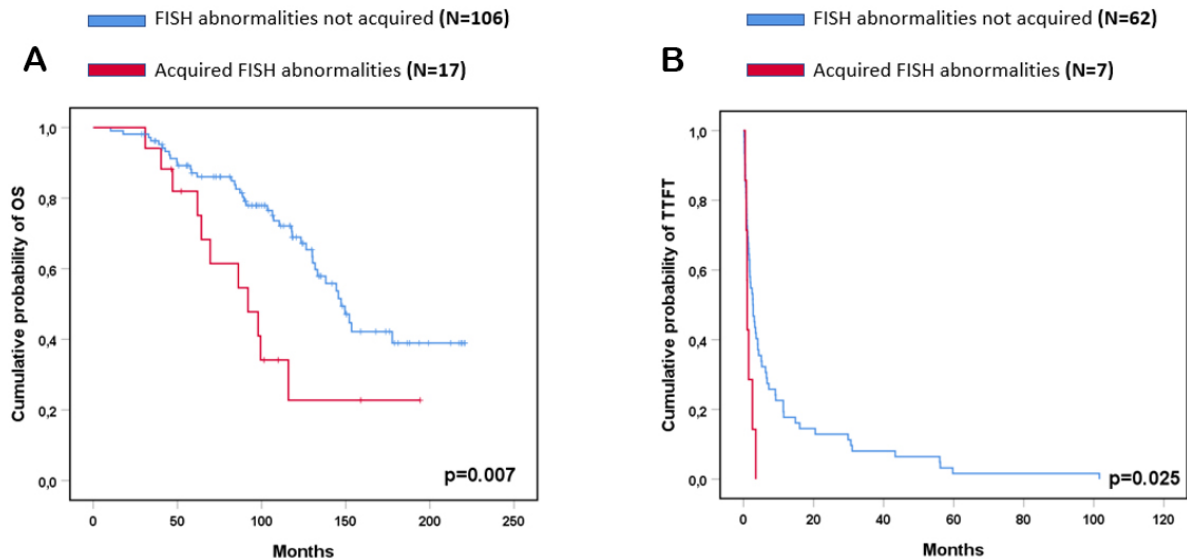 FISH abnormalities not acquired (N=106)
A
Acquired FISH abnormalities (N=17)
Cumulative probability of OS
1,0
0,8
0,6
0,4
0,2
0,0
p=0.007
0 50 100 150 200 250
Months
FISH abnormalities not acquired (N=62)
B
Acquired FISH abnormalities (N=7)
Cumulative probability of TTFT
1,0
0,8
0,6
0,4
0,2
0,0
p=0.025
0 20 40 60 80 100 120
Months